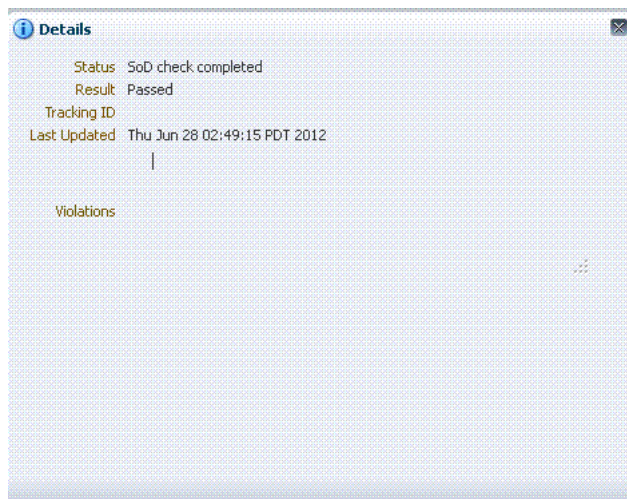 Details
Status SoD check completed
Result Passed
Tracking ID
Last Updated Thu Jun 28 02:49:15 PDT 2012
Violations